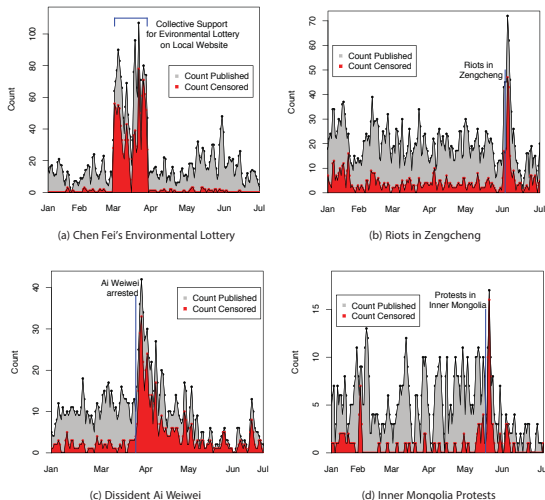 Collective Support
for Evironmental Lottery
on Local Website
Count Published
Count Censored
Count
0
20
40
60
80
100
Jan
Feb
Mar
Apr
May
Jun
Jul
(a) Chen Fei's Environmental Lottery
Riots in
Zengcheng
Count Published
Count Censored
Count
0
10
20
30
40
50
60
70
Jan
Feb
Mar
Apr
May
Jun
Jul
(b) Riots in Zengcheng
Ai Weiwei
arrested
Count Published
Count Censored
Count
0
10
20
30
40
Jan
Mar
Apr
May
Jun
Jul
(c) Dissident Ai Weiwei
Protests in
Inner Mongolia
Count Published
Count Censored
Count
0
5
10
15
Jan
Feb
Mar
Apr
May
Jun
Jul
(d) Inner Mongolia Protests